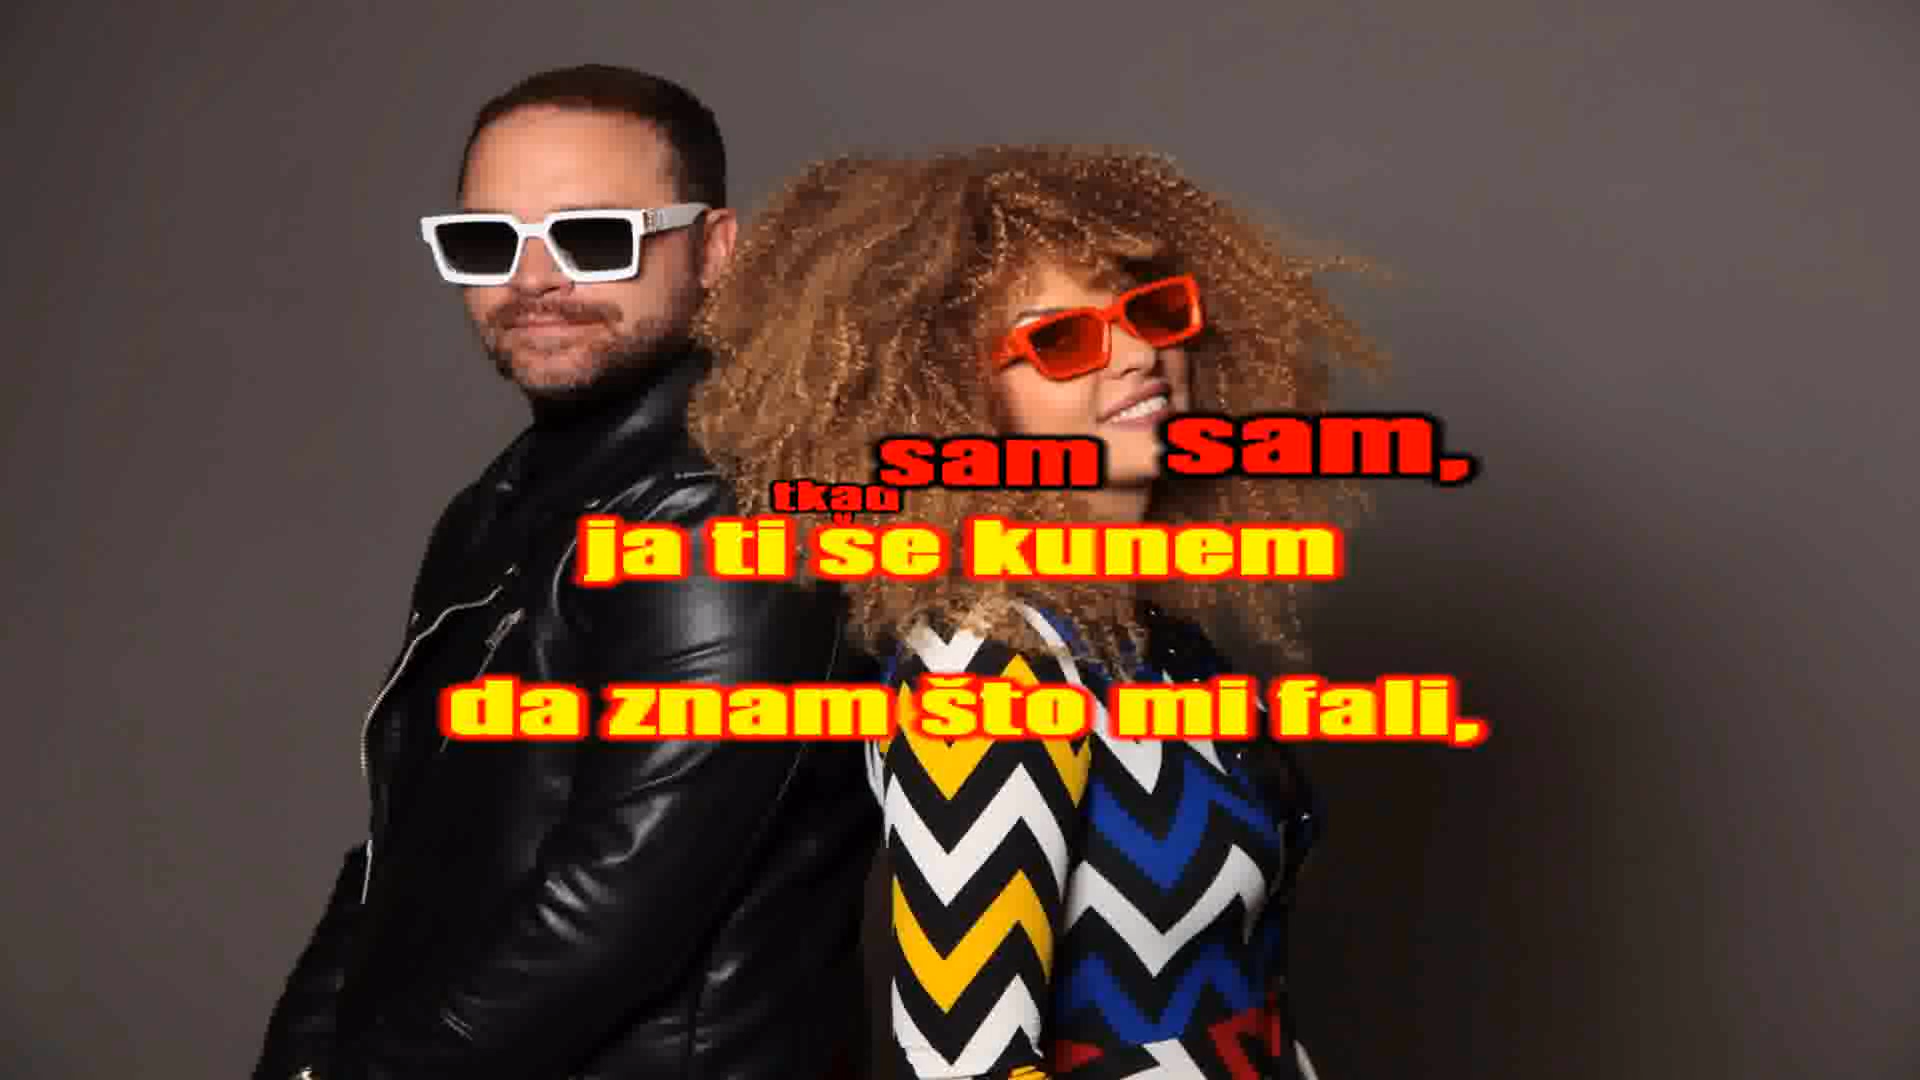 sam sam,
ja ti se kunem
da znam što mi fali,